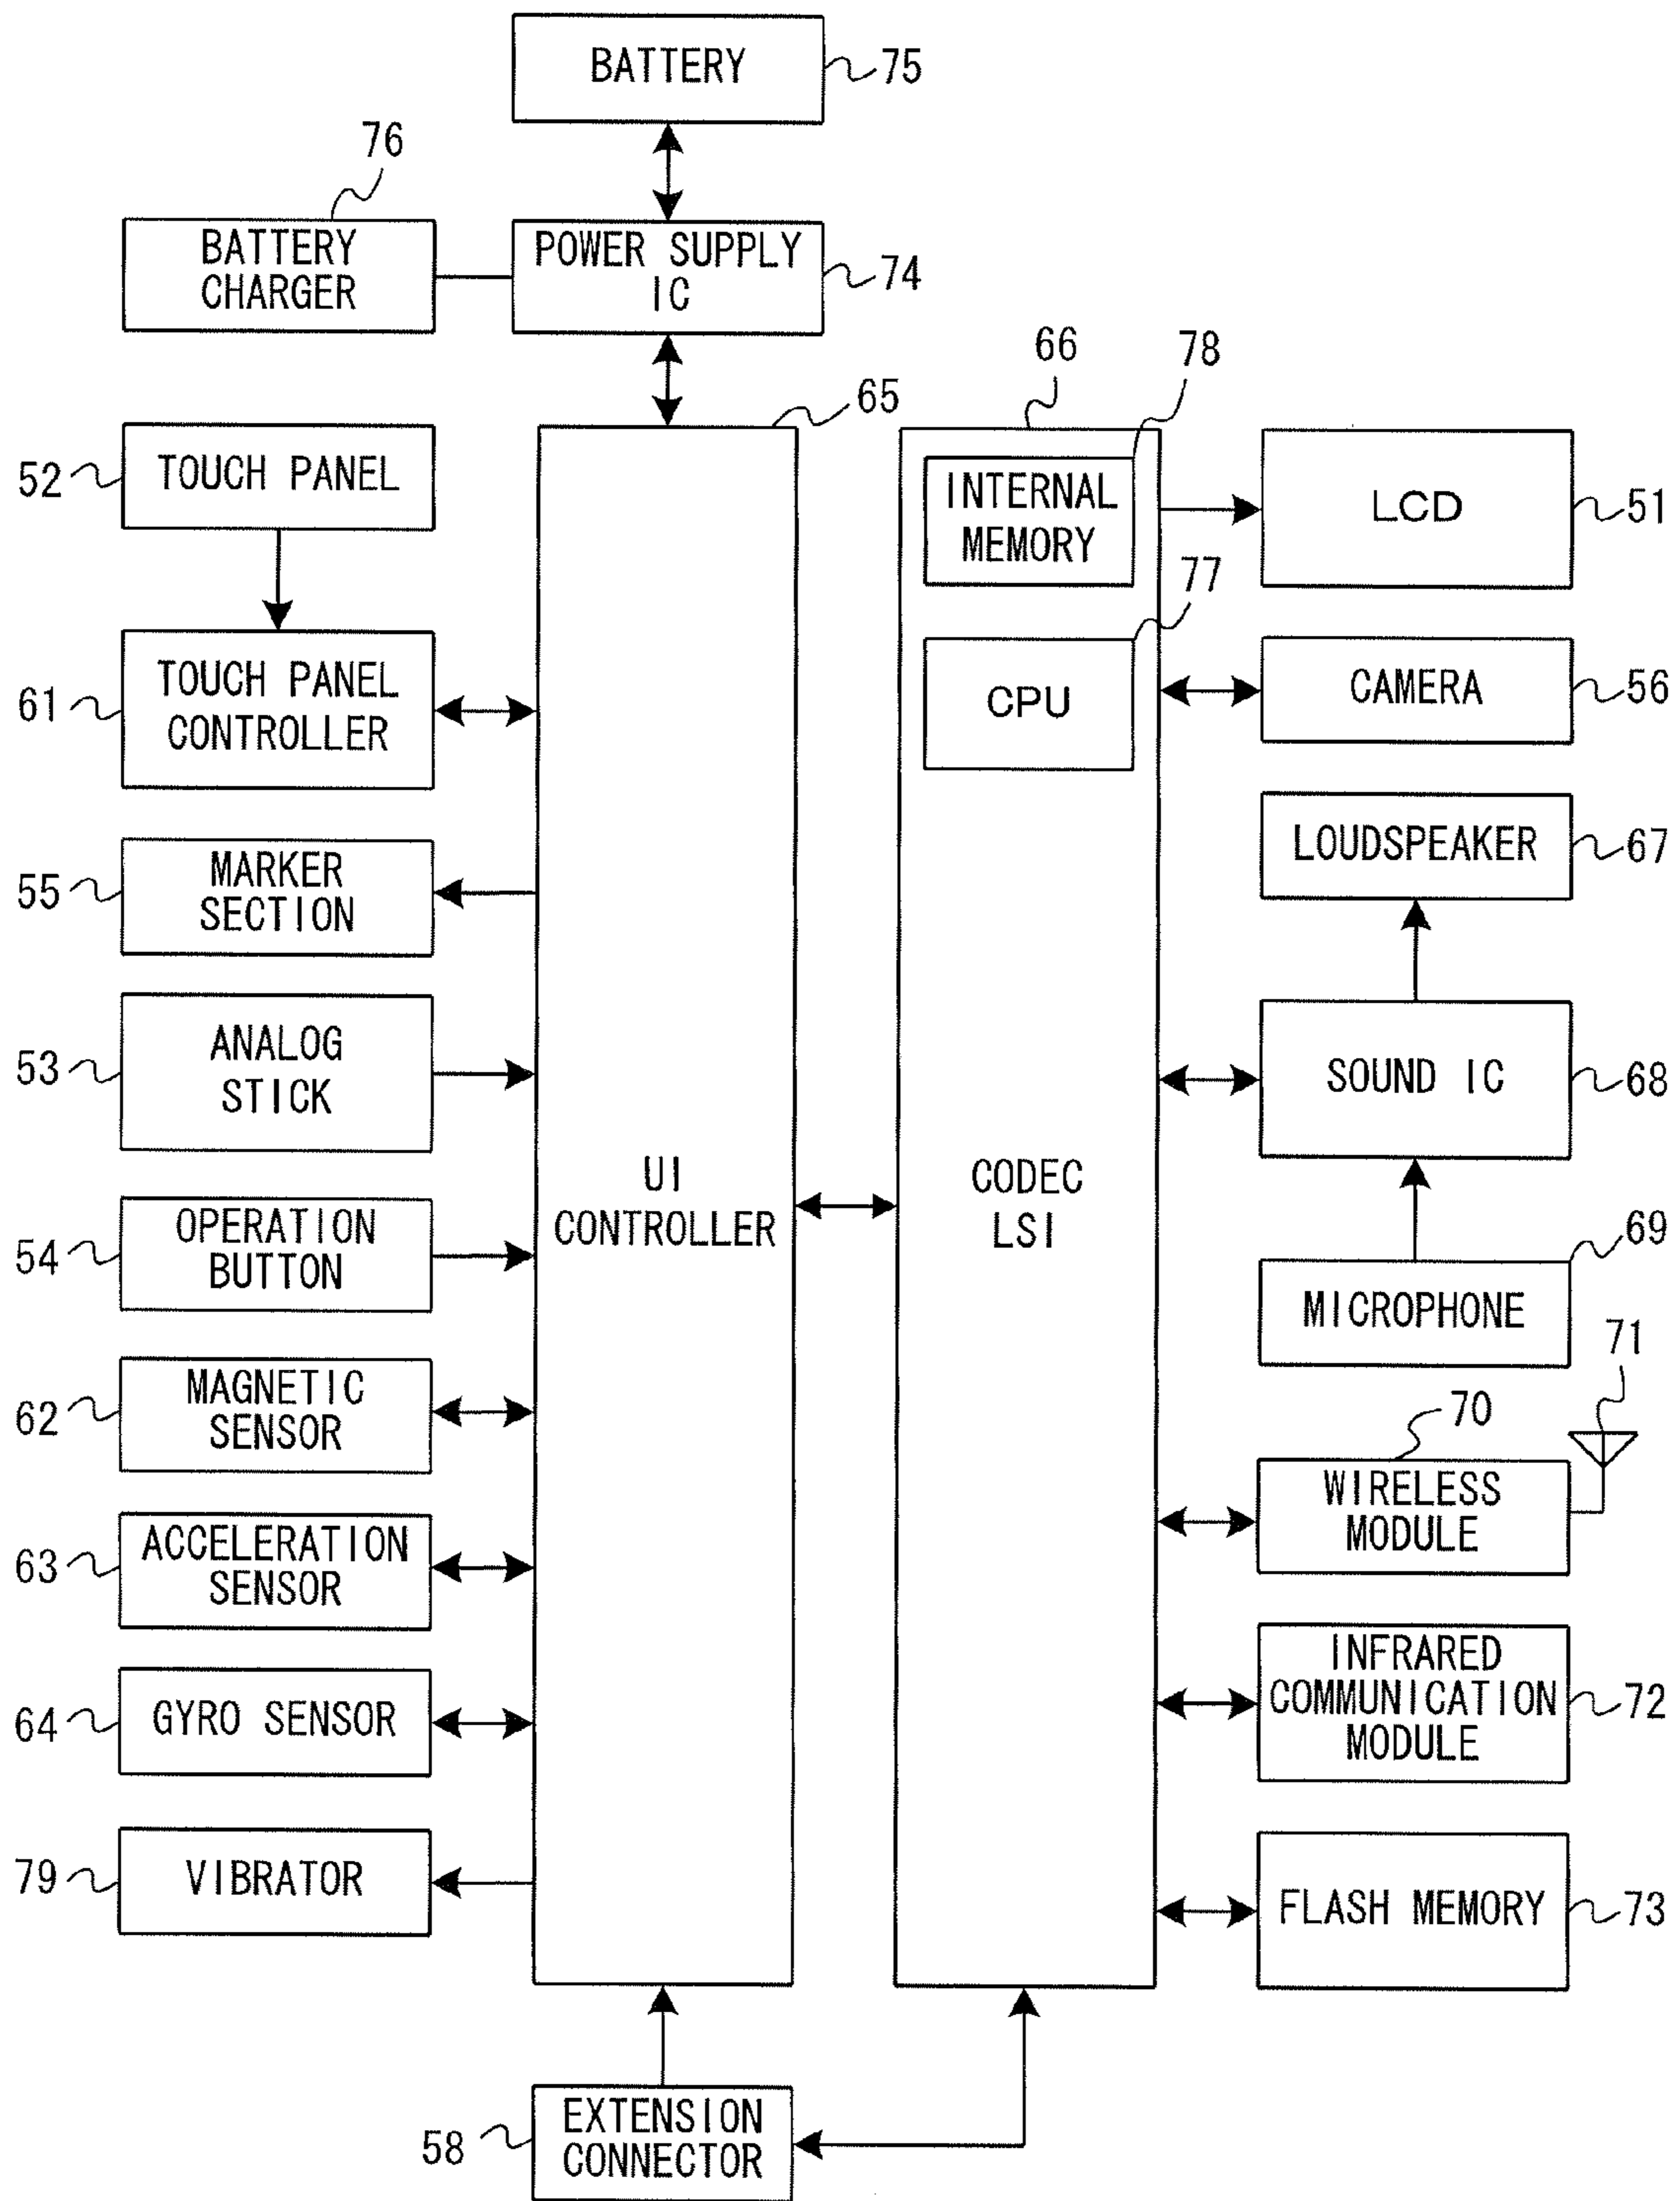 BATTERY
75
76
BATTERY
CHARGER
POWER SUPPLY
IC
74
65
66
78
52
TOUCH PANEL
INTERNAL
MEMORY
LCD
51
77
61
TOUCH PANEL
CONTROLLER
CPU
CAMERA
56
55
MARKER
SECTION
LOUDSPEAKER
67
53
ANALOG
STICK
SOUND IC
68
UI
CONTROLLER
CODEC
LSI
54
OPERATION
BUTTON
69
MICROPHONE
71
62
MAGNETIC
SENSOR
70
WIRELESS
MODULE
63
ACCELERATION
SENSOR
64
GYRO SENSOR
INFRARED
COMMUNICATION
MODULE
72
79
VIBRATOR
FLASH MEMORY
73
58
EXTENSION
CONNECTOR